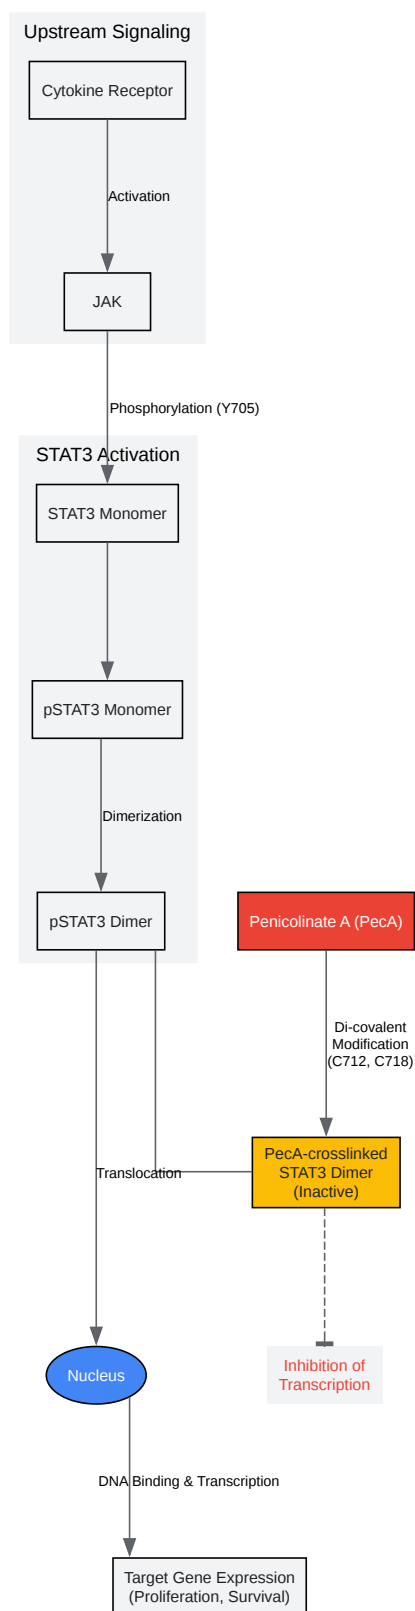 Upstream Signaling
Cytokine Receptor
Activation
JAK
Phosphorylation (Y705)
STAT3 Activation
STAT3 Monomer
pSTAT3 Monomer
Dimerization
pSTAT3 Dimer
Penicolinate A (PecA)
Di-covalent
Modification
(C712, C718)
PecA-crosslinked
STAT3 Dimer
(Inactive)
Translocation
Inhibition of
Transcription
Nucleus
DNA Binding & Transcription
Target Gene Expression
(Proliferation, Survival)